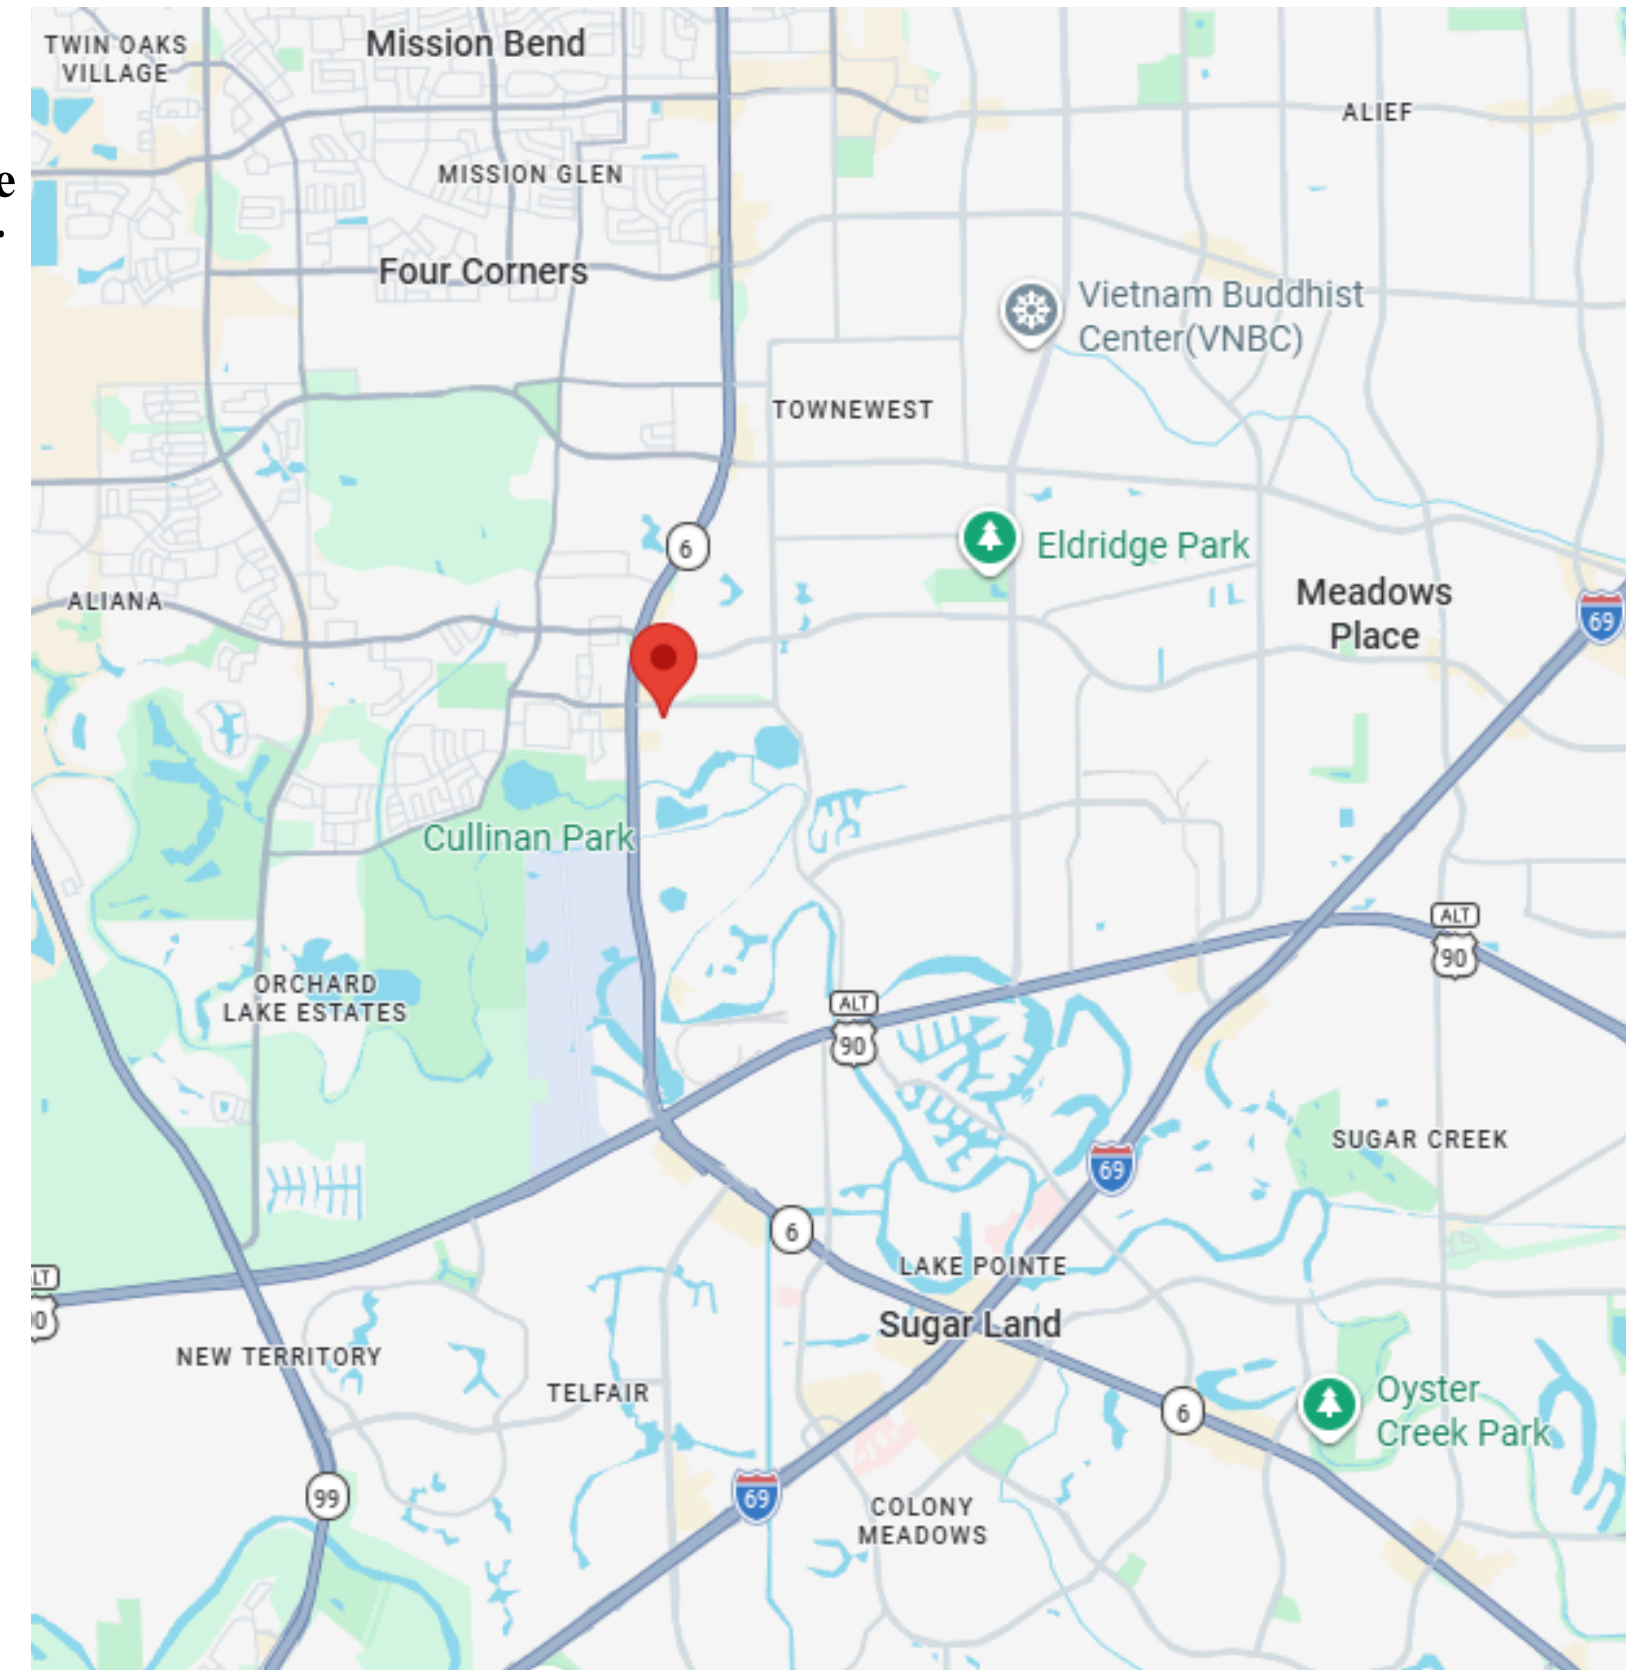 TWIN OAKS
VILLAGE
Mission Bend
ALIEF
MISSION GLEN
e
.
Four Corners
Vietnam Buddhist
Center(VNBC)
TOWNEWEST
6
Eldridge Park
ALIANA
Meadows
Place
69
Cullinan Park
ALT
90
ORCHARD
LAKE ESTATES
ALT
90
SUGAR CREEK
69
6
LAKE POINTE
LT
90
Sugar Land
NEW TERRITORY
TELFAIR
Oyster
Creek Park
6
99
69
COLONY
MEADOWS